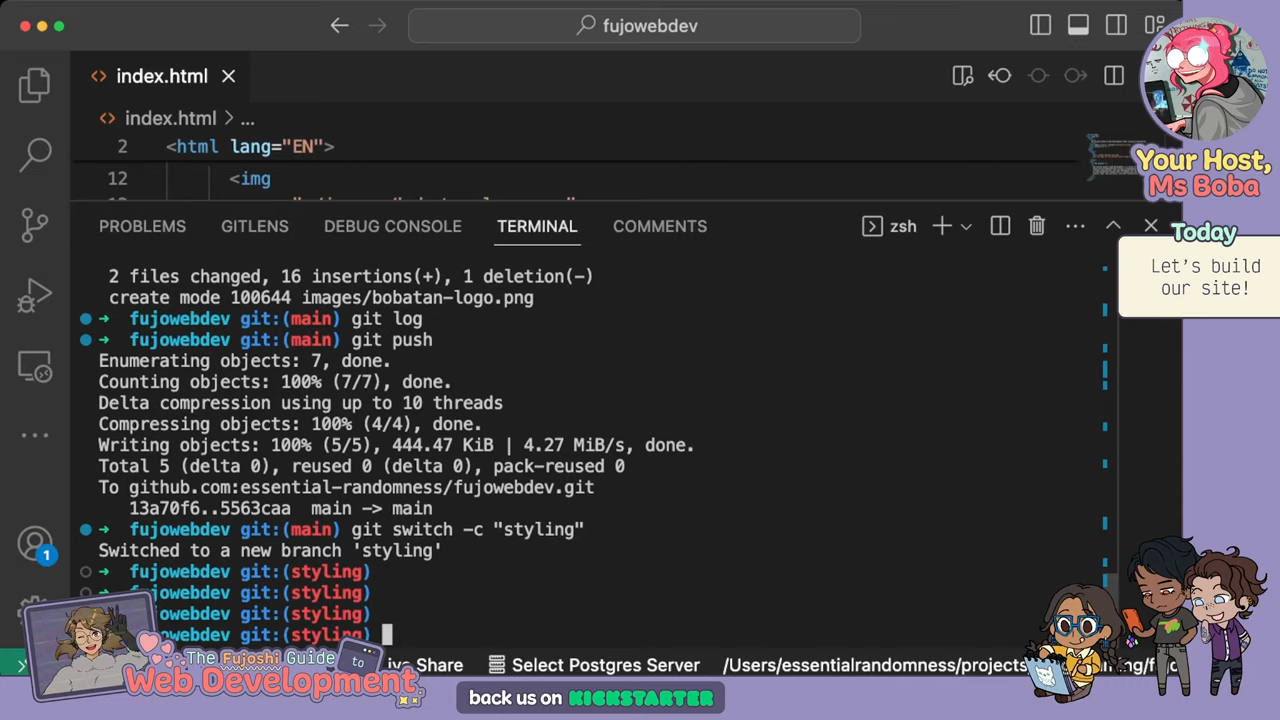 fujowebdev
index.html
index.html > ...
2 <html lang="EN">
12 <img
Your Host,
Ms Boba
PROBLEMS GITLENS DEBUG CONSOLE TERMINAL COMMENTS zsh
Today
Let's build
our site!
2 files changed, 16 insertions(+), 1 deletion(-)
create mode 100644 images/bobatan-logo.png
➜ fujowebdev git:(main) git log
➜ fujowebdev git:(main) git push
Enumerating objects: 7, done.
Counting objects: 100% (7/7), done.
Delta compression using up to 10 threads
Compressing objects: 100% (4/4), done.
Writing objects: 100% (5/5), 444.47 KiB | 4.27 MiB/s, done.
Total 5 (delta 0), reused 0 (delta 0), pack-reused 0
To github.com:essential-randomness/fujowebdev.git
13a70f6..5563caa main -> main
➜ fujowebdev git:(main) git switch -c "styling"
Switched to a new branch 'styling'
➜ fujowebdev git:(styling)
➜ fujowebdev git:(styling)
➜ fujowebdev git:(styling)
owebdev git:(styling)
1
The Fujoshi Guide to
Web Development
Share Select Postgres Server /Users/essentialrandomness/projects
back us on KICKSTARTER